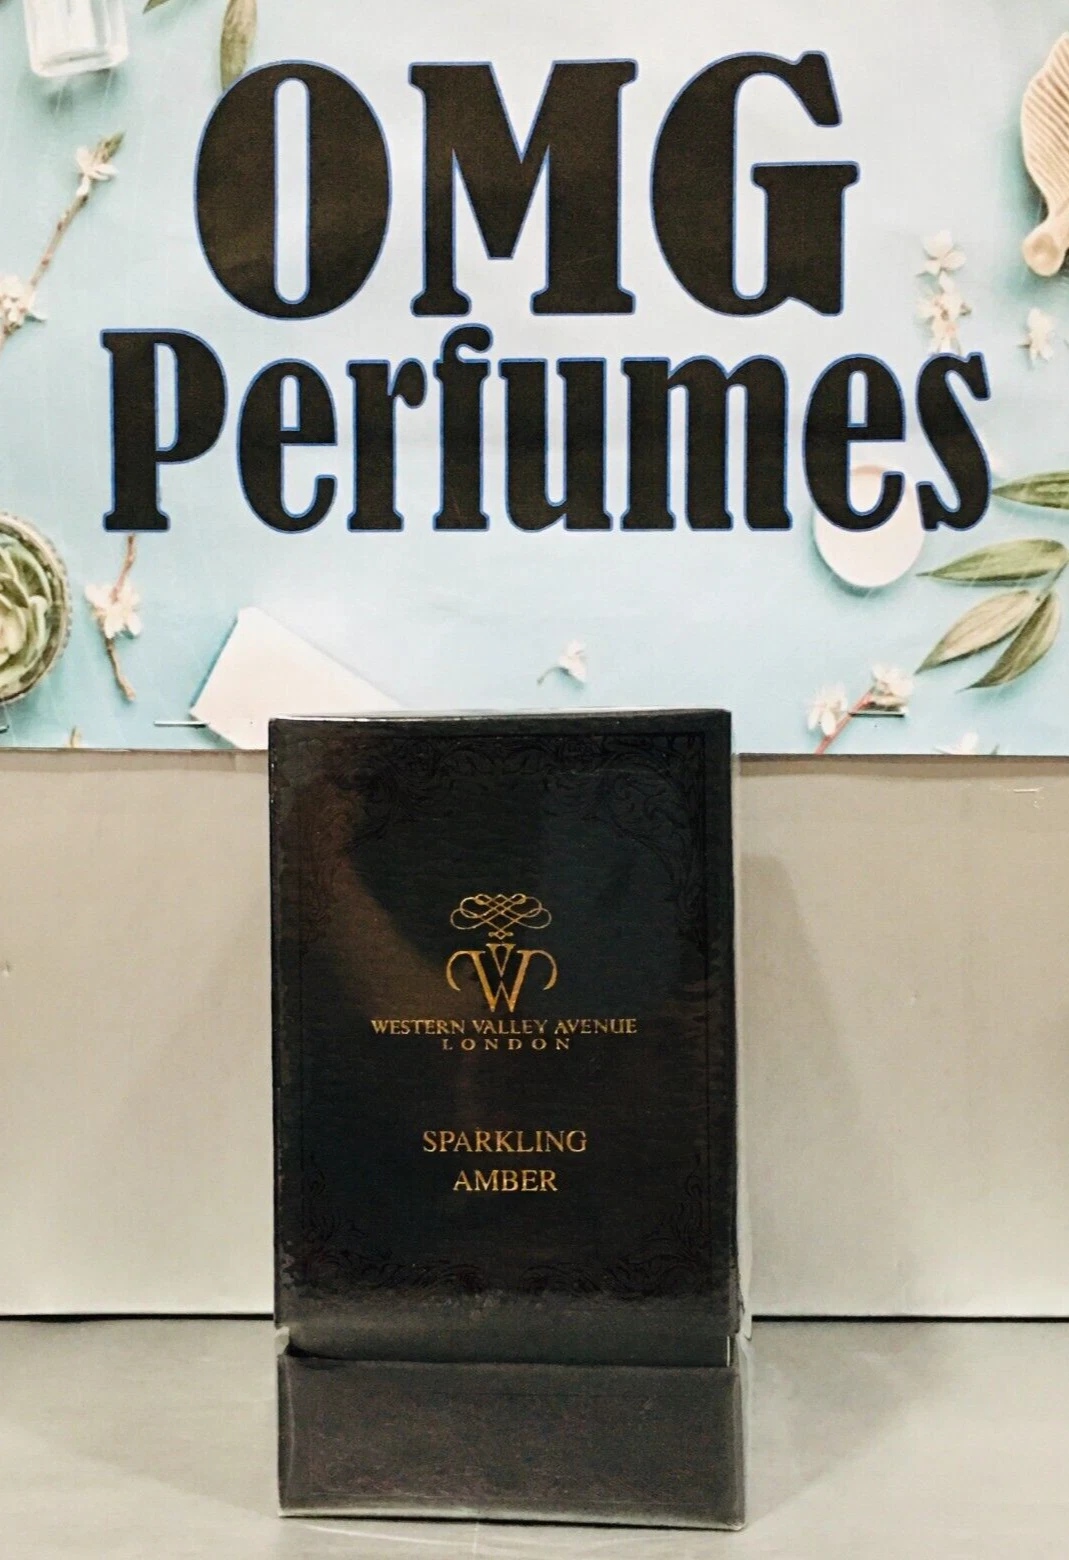 OMG
Perfumes
W
WESTERN VALLEY AVENUE
LONDON
SPARKLING
AMBER